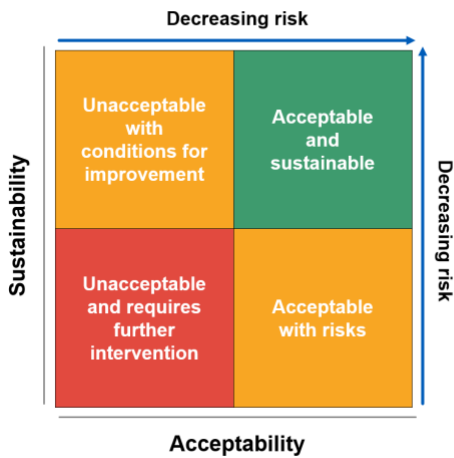 Decreasing risk
Unacceptable
with
conditions for
improvement
Acceptable
and
sustainable
Sustainability
Decreasing risk
Unacceptable
and requires
further
intervention
Acceptable
with risks
Acceptability